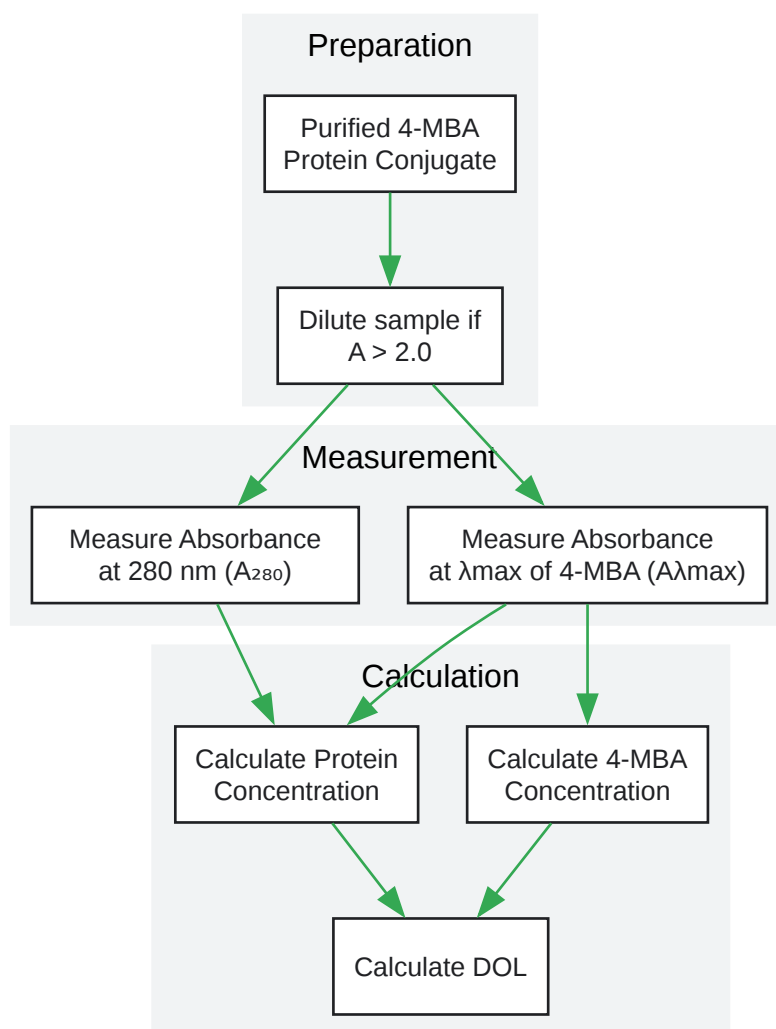 Preparation
Purified 4-MBA
Protein Conjugate
Dilute sample if
A > 2.0
Measurement
Measure Absorbance
at 280 nm (A₂₈₀)
Measure Absorbance
at λmax of 4-MBA (Aλmax)
Calculation
Calculate Protein
Concentration
Calculate 4-MBA
Concentration
Calculate DOL